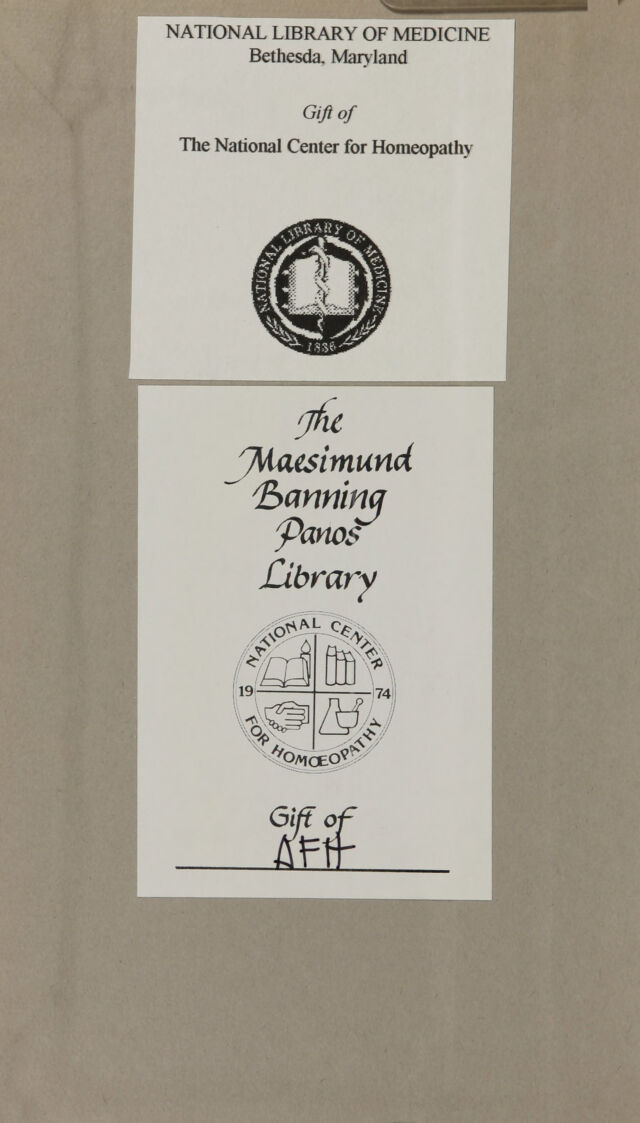 NATIONAL LIBRARY OF MEDICINE
Bethesda, Maryland
Gift of
The National Center for Homeopathy
NATIONAL LIBRARY OF MEDICINE
1836
The
Maesimund
Banning
Panos
Library
NATIONAL CENTER
19 74
FOR HOMŒOPATHY
Gift of
AFH